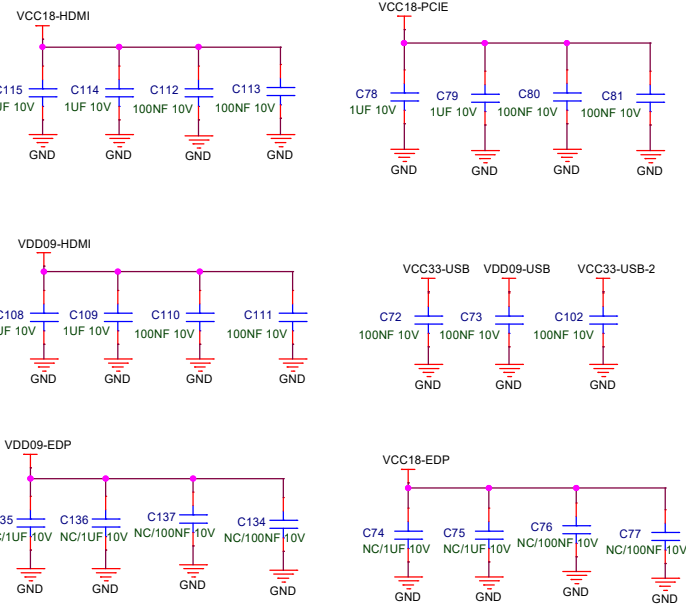 VCC18-HDMI
C115
C114
C112
C113
1UF 10V
100NF 10V
100NF 10V
GND
GND
GND
GND
VCC18-PCIE
C78
C79
C80
C81
1UF 10V
1UF 10V
100NF 10V
100NF 10V
GND
GND
GND
GND
VDD09-HDMI
C108
C109
C110
C111
UF 10V
1UF 10V
100NF 10V
100NF 10V
GND
GND
GND
GND
VCC33-USB
VDD09-USB
VCC33-USB-2
C72
C73
C102
100NF 10V
100NF 10V
100NF 10V
GND
GND
GND
VDD09-EDP
35
C136
C137
C134
C/1UF 10V
NC/1UF 10V
NC/100NF 10V
NC/100NF 10V
GND
GND
GND
GND
VCC18-EDP
C74
C75
C76
C77
NC/1UF 10V
NC/1UF 10V
NC/100NF 10V
NC/100NF 10V
GND
GND
GND
GND